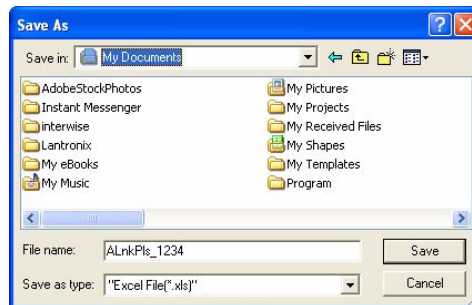 Save As
Save in: My Documents
AdobeStockPhotos
Instant Messenger
interwise
Lantronix
My eBooks
My Music
My Pictures
My Projects
My Received Files
My Shapes
My Templates
Program
File name: ALnkPls_1234 Save
Save as type: "Excel File(*.xls)" Cancel